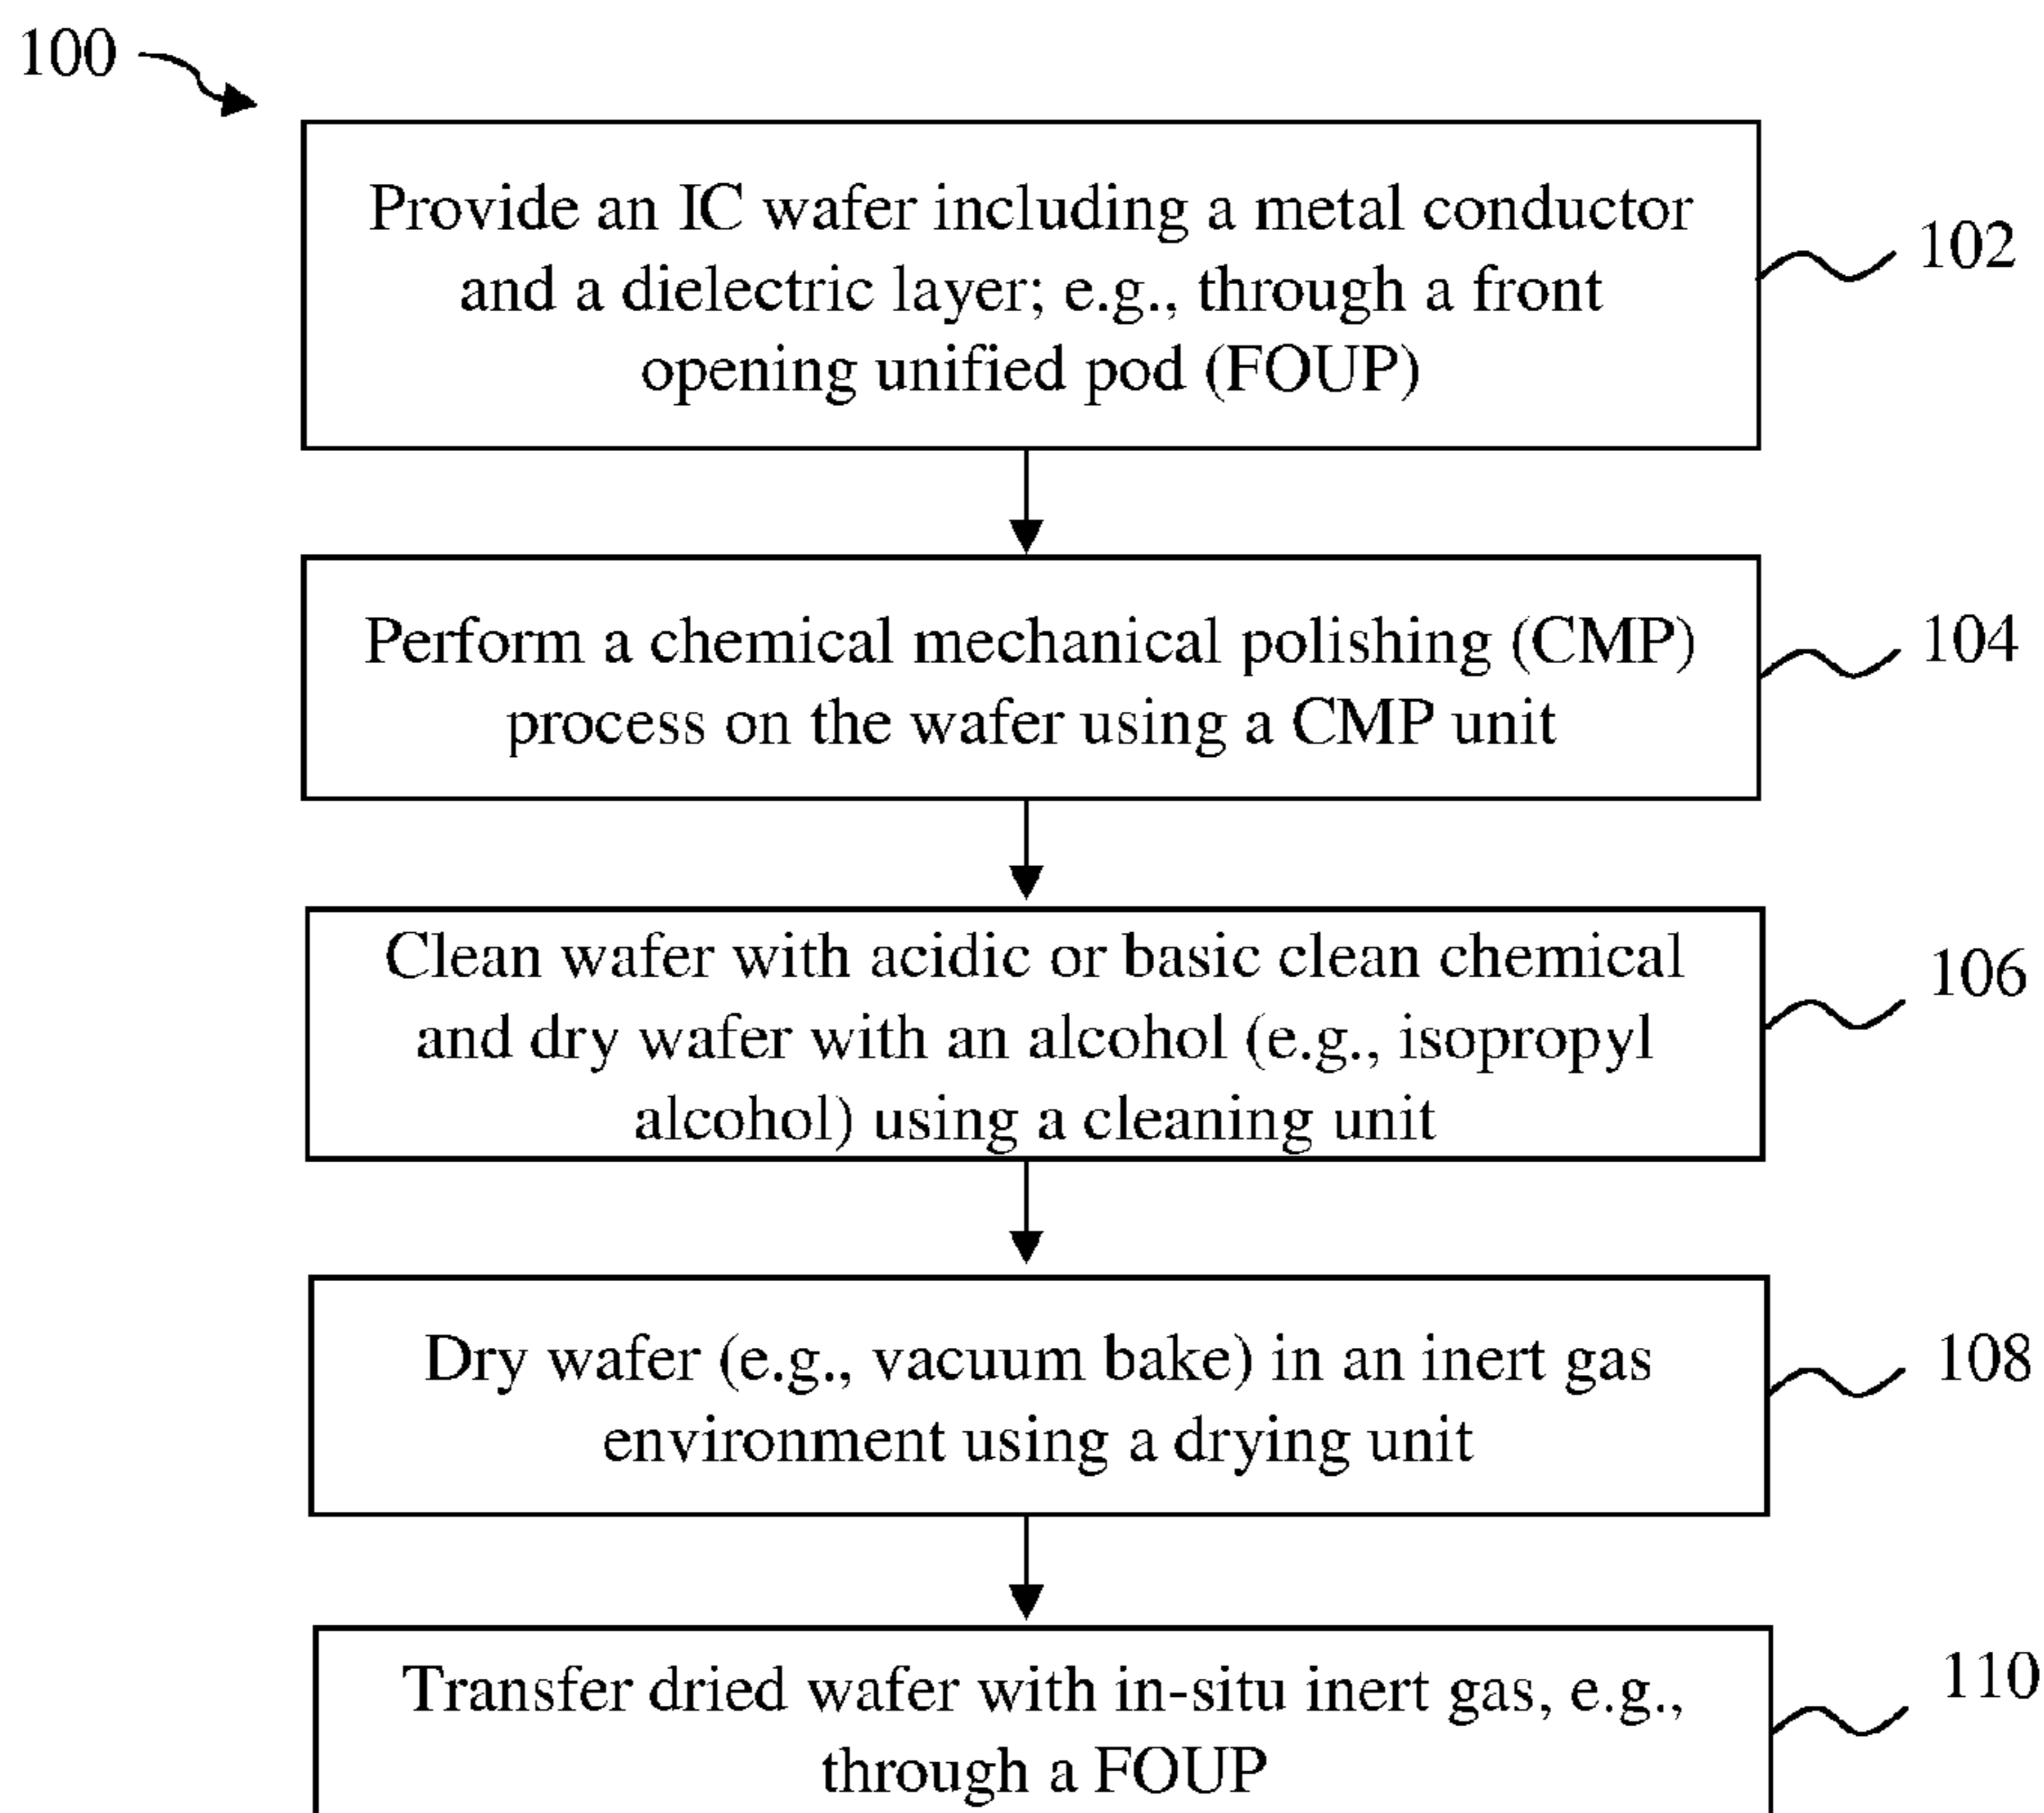 100
Provide an IC wafer including a metal conductor
and a dielectric layer; e.g., through a front
opening unified pod (FOUP)
102
Perform a chemical mechanical polishing (CMP)
process on the wafer using a CMP unit
104
Clean wafer with acidic or basic clean chemical
and dry wafer with an alcohol (e.g., isopropyl
alcohol) using a cleaning unit
106
Dry wafer (e.g., vacuum bake) in an inert gas
environment using a drying unit
108
Transfer dried wafer with in-situ inert gas, e.g.,
through a FOUP
110